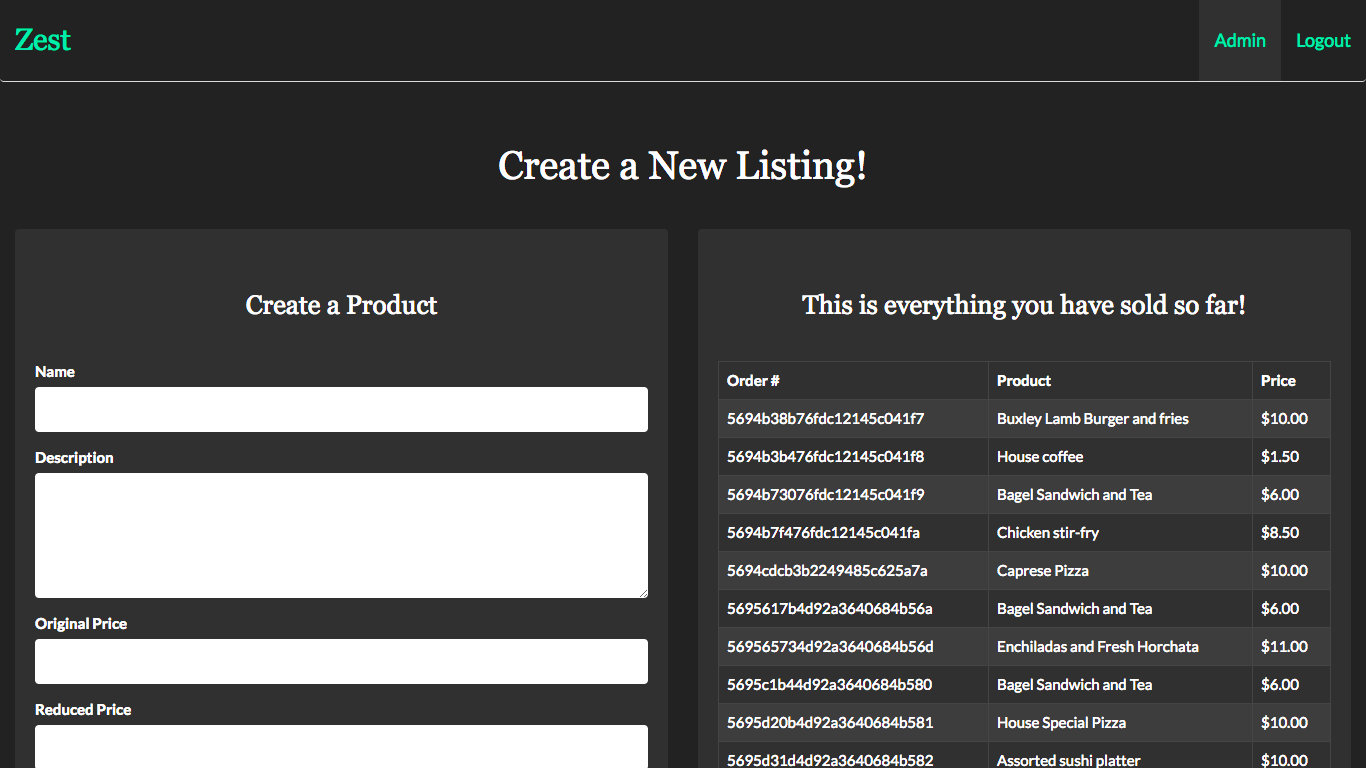 Zest
Admin Logout
Create a New Listing!
Create a Product
Name
Description
Original Price
Reduced Price
This is everything you have sold so far!
Order # Product Price
5694b38b76fdc12145c041f7 Buxley Lamb Burger and fries $10.00
5694b3b476fdc12145c041f8 House coffee $1.50
5694b73076fdc12145c041f9 Bagel Sandwich and Tea $6.00
5694b7f476fdc12145c041fa Chicken stir-fry $8.50
5694cdcb3b2249485c625a7a Caprese Pizza $10.00
5695617b4d92a3640684b56a Bagel Sandwich and Tea $6.00
569565734d92a3640684b56d Enchiladas and Fresh Horchata $11.00
5695c1b44d92a3640684b580 Bagel Sandwich and Tea $6.00
5695d20b4d92a3640684b581 House Special Pizza $10.00
5695d31d4d92a3640684b582 Assorted sushi platter $10.00